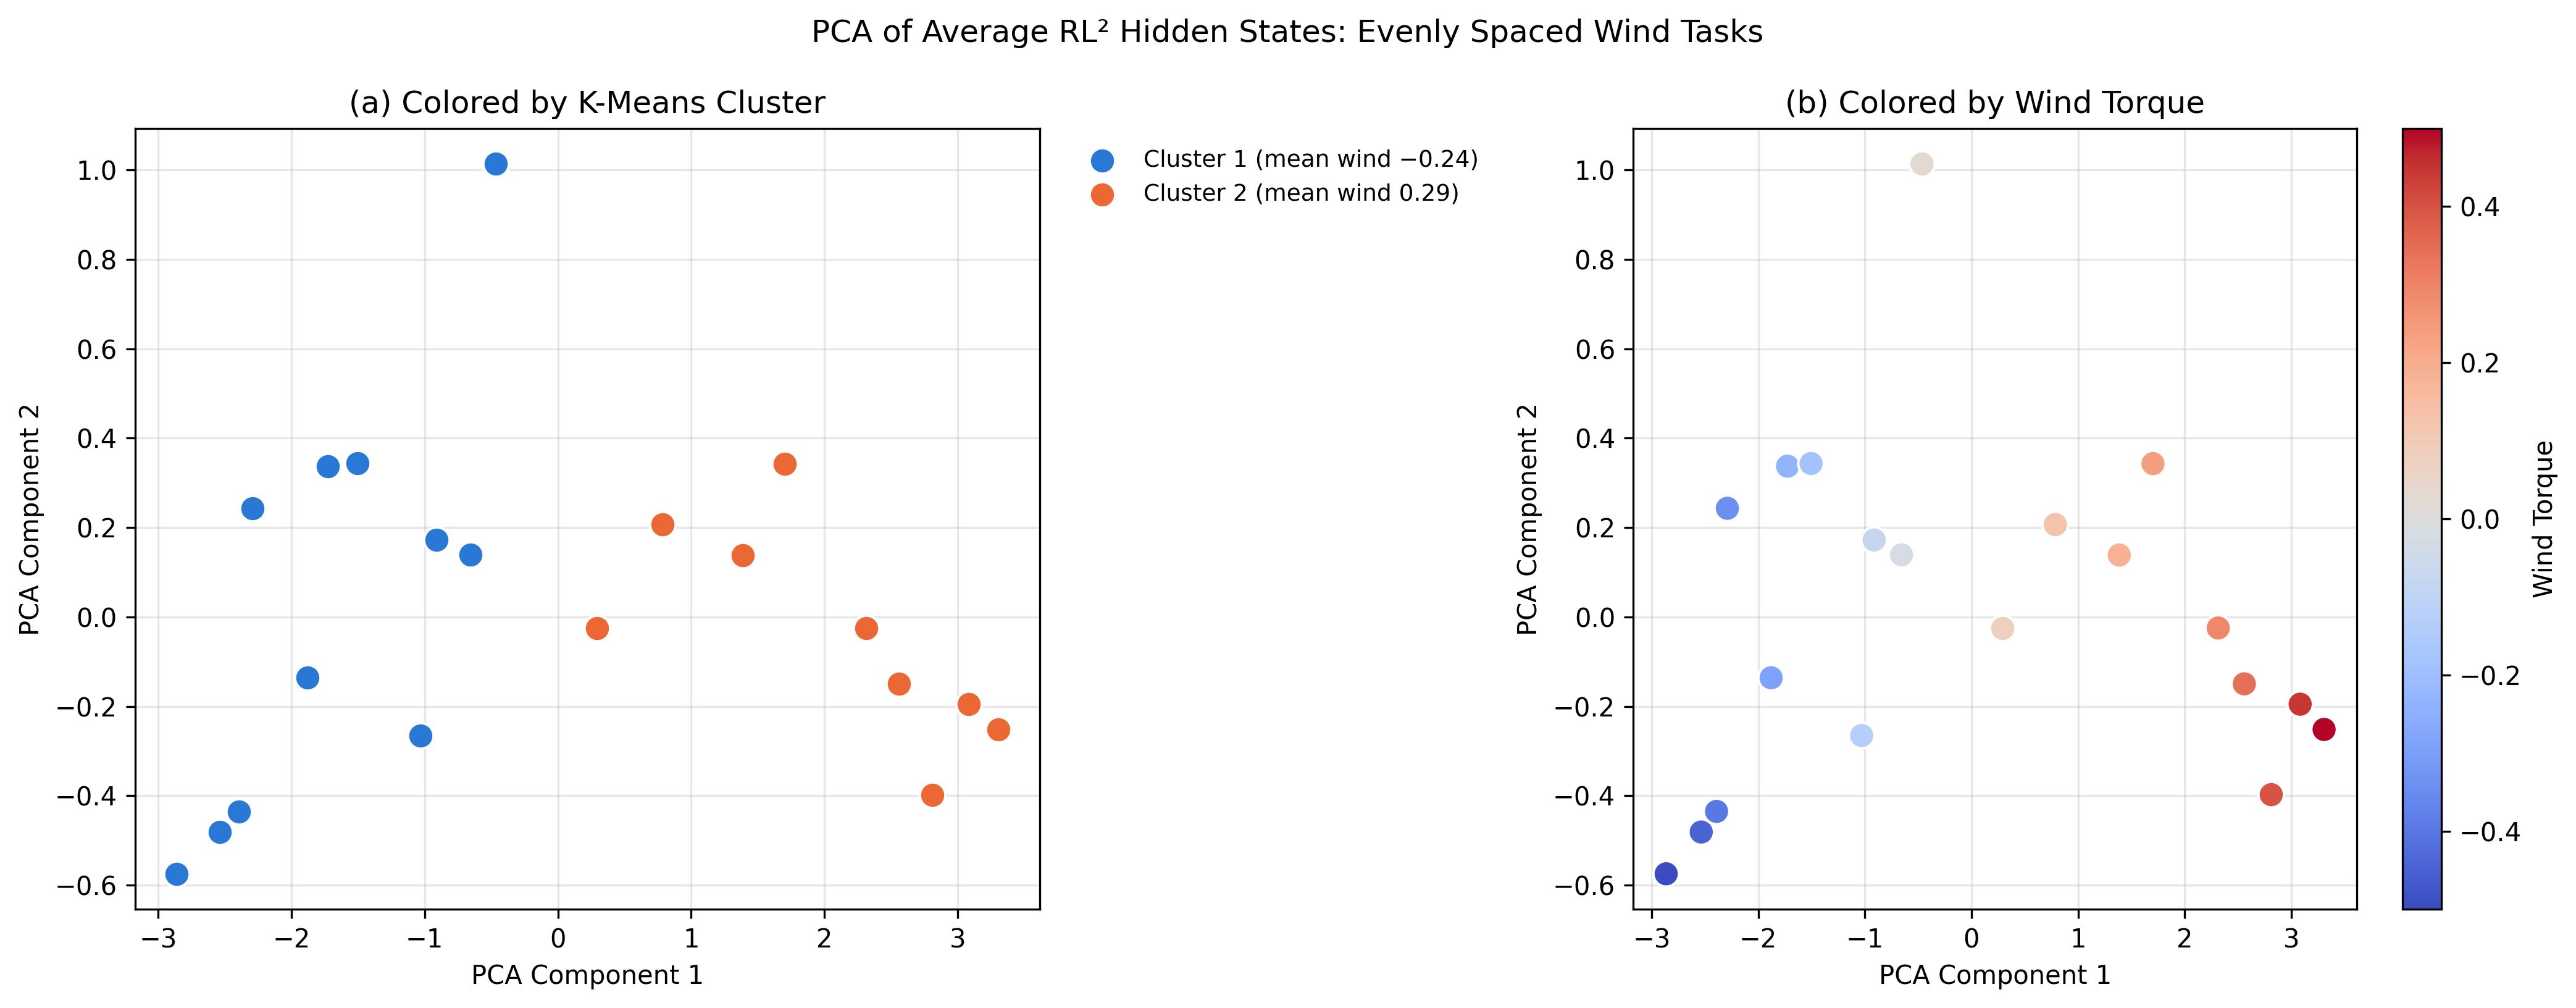 PCA of Average RL² Hidden States: Evenly Spaced Wind Tasks
(a) Colored by K-Means Cluster
1.0
0.8
0.6
0.4
0.2
0.0
−0.2
−0.4
−0.6
PCA Component 2
−3 −2 −1 0 1 2 3
PCA Component 1
Cluster 1 (mean wind −0.24)
Cluster 2 (mean wind 0.29)
(b) Colored by Wind Torque
1.0
0.8
0.6
0.4
0.2
0.0
−0.2
−0.4
−0.6
PCA Component 2
−3 −2 −1 0 1 2 3
PCA Component 1
0.4
0.2
0.0
−0.2
−0.4
Wind Torque